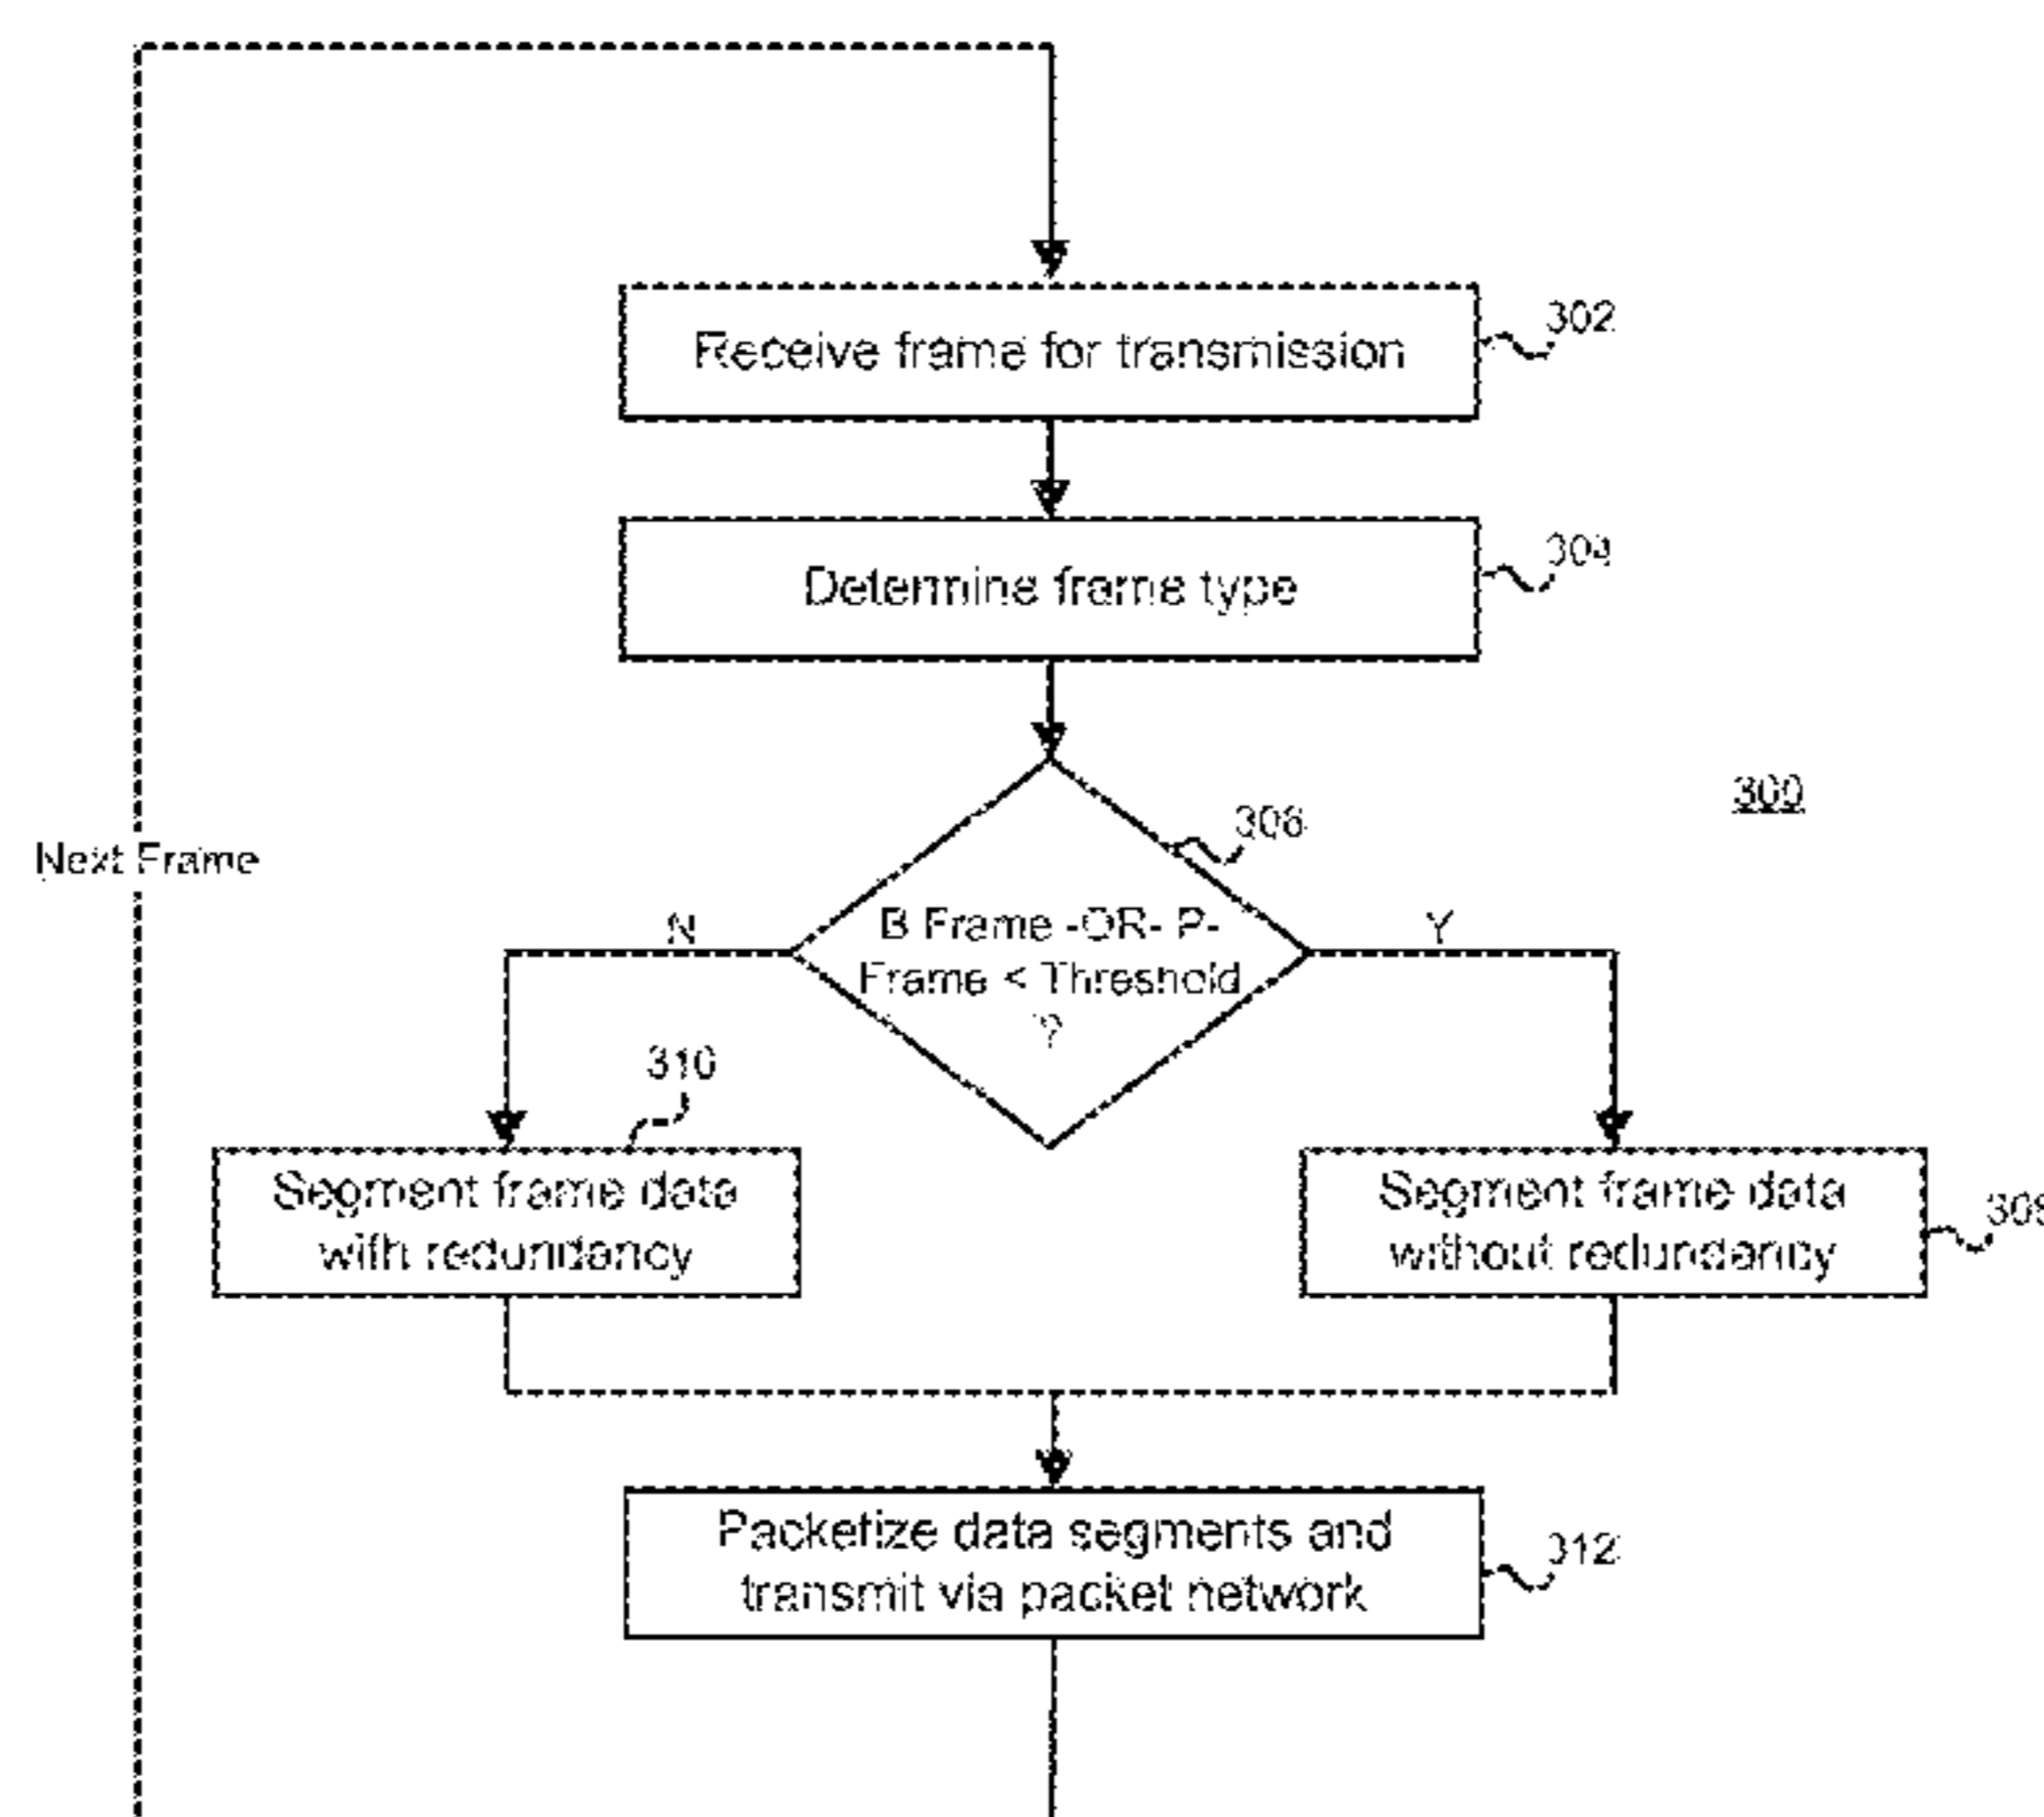 Receive frame for transmission
302
Determine frame type
304
300
306
Next Frame
N
B Frame -OR- P-
Frame < Threshold
?
Y
310
Segment frame data
with redundancy
Segment frame data
without redundancy
308
Packetize data segments and
transmit via packet network
312